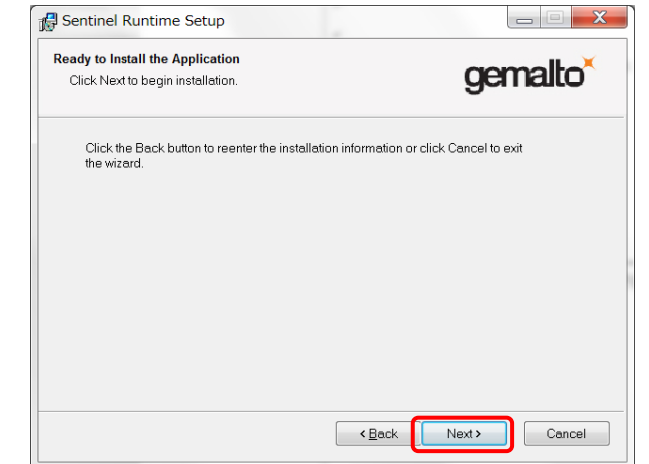 Sentinel Runtime Setup
Ready to Install the Application
Click Next to begin installation.
gemalto
Click the Back button to reenter the installation information or click Cancel to exit
the wizard.
< Back
Next >
Cancel